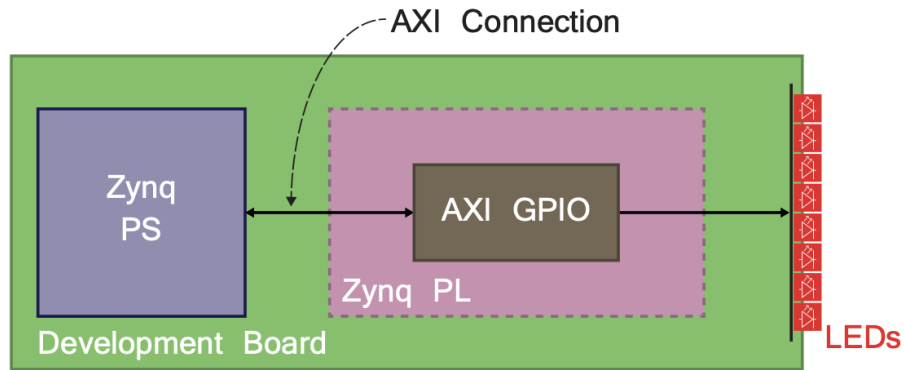 AXI Connection
Zynq
PS
AXI GPIO
Zynq PL
Development Board
LEDs